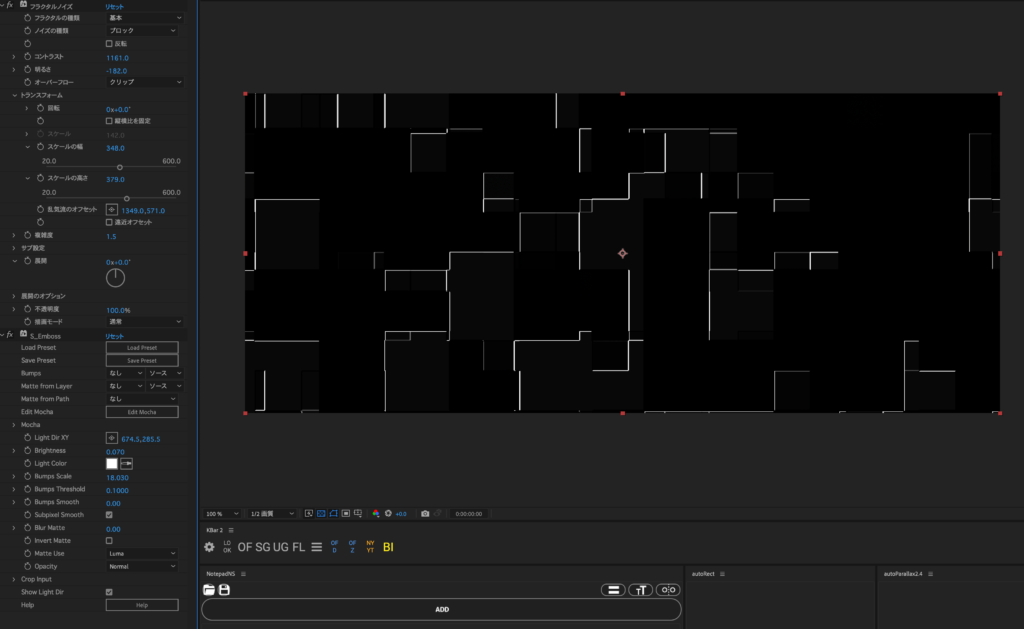 fx フラクタルノイズ リセット
フラクタルの種類 基本
ノイズの種類 ブロック
反転
コントラスト 1161.0
明るさ -182.0
オーバーフロー クリップ
トランスフォーム
回転 0x+0.0°
縦横比を固定
スケール 142.0
スケールの幅 348.0
20.0 600.0
スケールの高さ 379.0
20.0 600.0
乱気流のオフセット 1349.0,571.0
遠近オフセット
複雑度 1.5
サブ設定
展開 0x+0.0°
展開のオプション
不透明度 100.0%
描画モード 通常
fx S_Emboss リセット
Load Preset Load Preset
Save Preset Save Preset
Bumps なし ソース
Matte from Layer なし ソース
Matte from Path なし
Edit Mocha Edit Mocha
Mocha
Light Dir XY 674.5,285.5
Brightness 0.070
Light Color
Bumps Scale 18.030
Bumps Threshold 0.1000
Bumps Smooth 0.00
Subpixel Smooth
Blur Matte 0.00
Invert Matte
Matte Use Luma
Opacity Normal
Crop Input
Show Light Dir
Help Help
100 % 1/2 画質 +0.0 0:00:00:00
KBar 2
LO OK OF SG UG FL OF D OF Z NY YT BI
NotepadNS
ADD
autoRect
autoParallax2.4